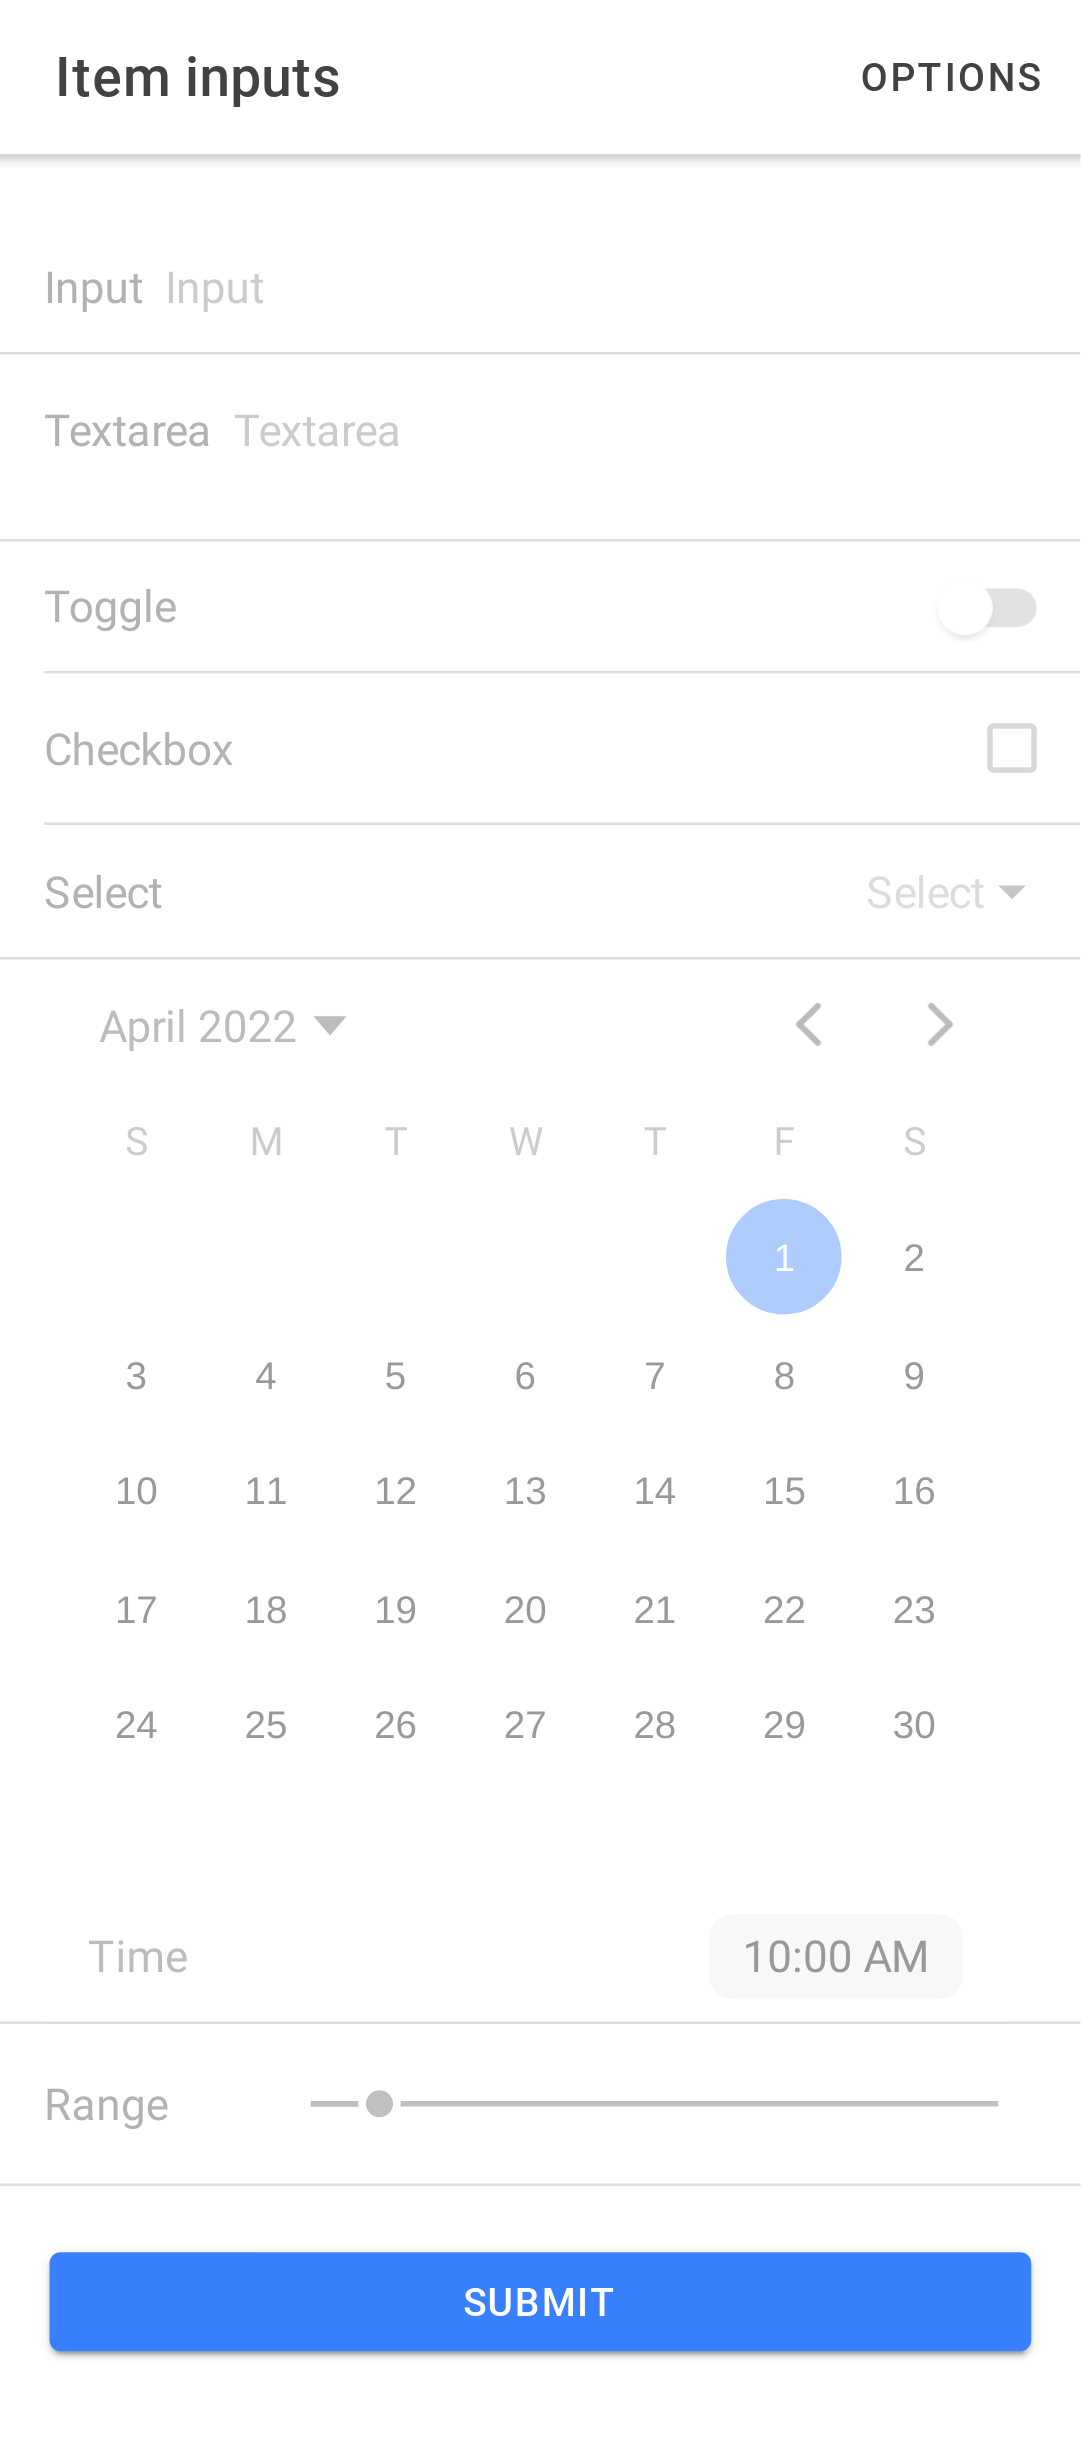 Item inputs OPTIONS
Input Input
Textarea Textarea
Toggle
Checkbox
Select Select
April 2022
S M T W T F S
1 2
3 4 5 6 7 8 9
10 11 12 13 14 15 16
17 18 19 20 21 22 23
24 25 26 27 28 29 30
Time 10:00 AM
Range
SUBMIT